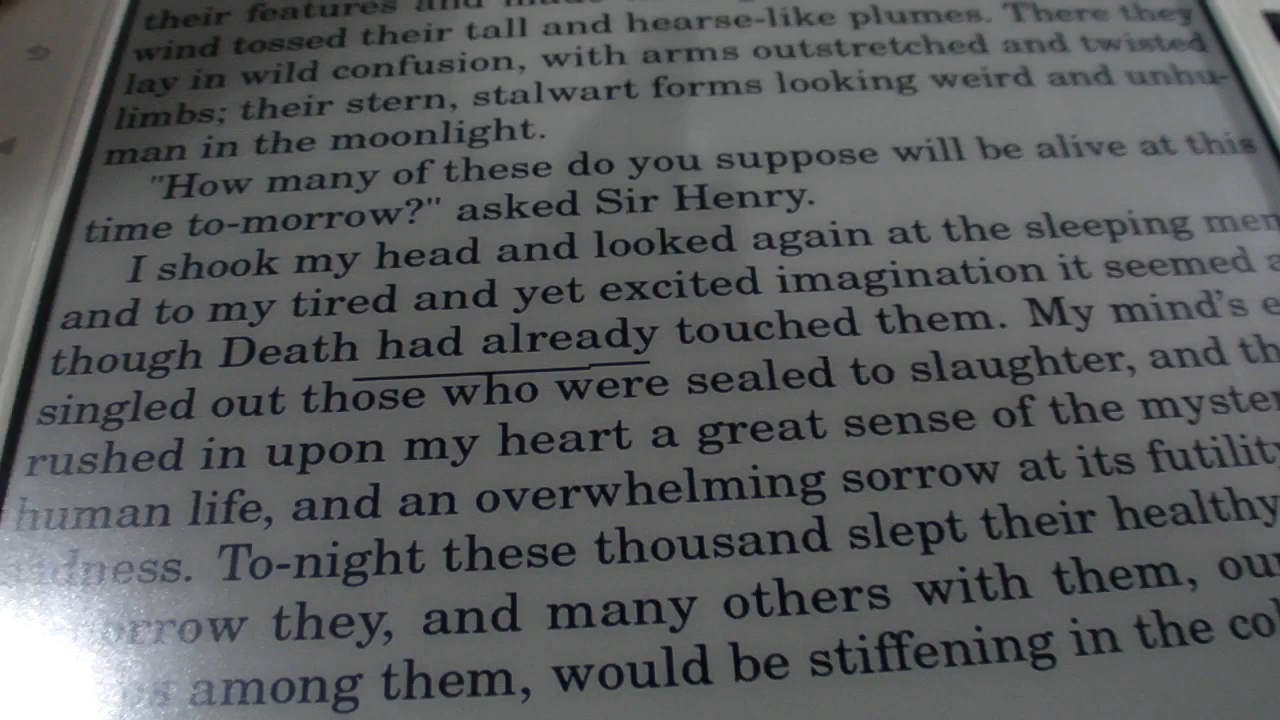 their features and
wind tossed their tall and hearse-like plumes. There they
lay in wild confusion, with arms outstretched and twisted
limbs; their stern, stalwart forms looking weird and unhu-
man in the moonlight.
"How many of these do you suppose will be alive at this
time to-morrow?" asked Sir Henry.
I shook my head and looked again at the sleeping men
and to my tired and yet excited imagination it seemed
though Death had already touched them. My mind's
singled out those who were sealed to slaughter, and
rushed in upon my heart a great sense of the
human life, and an overwhelming sorrow at its
To-night these thousand slept their healthy
they, and many others with them,
among them, would be stiffening in the